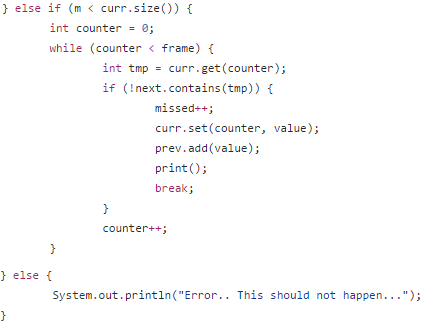 } else if (m < curr.size()) {
int counter = 0;
while (counter < frame) {
int tmp = curr.get(counter);
if (!next.contains(tmp)) {
missed++;
curr.set(counter, value);
prev.add(value);
print();
break;
}
counter++;
}
} else {
System.out.println("Error.. This should not happen...");
}